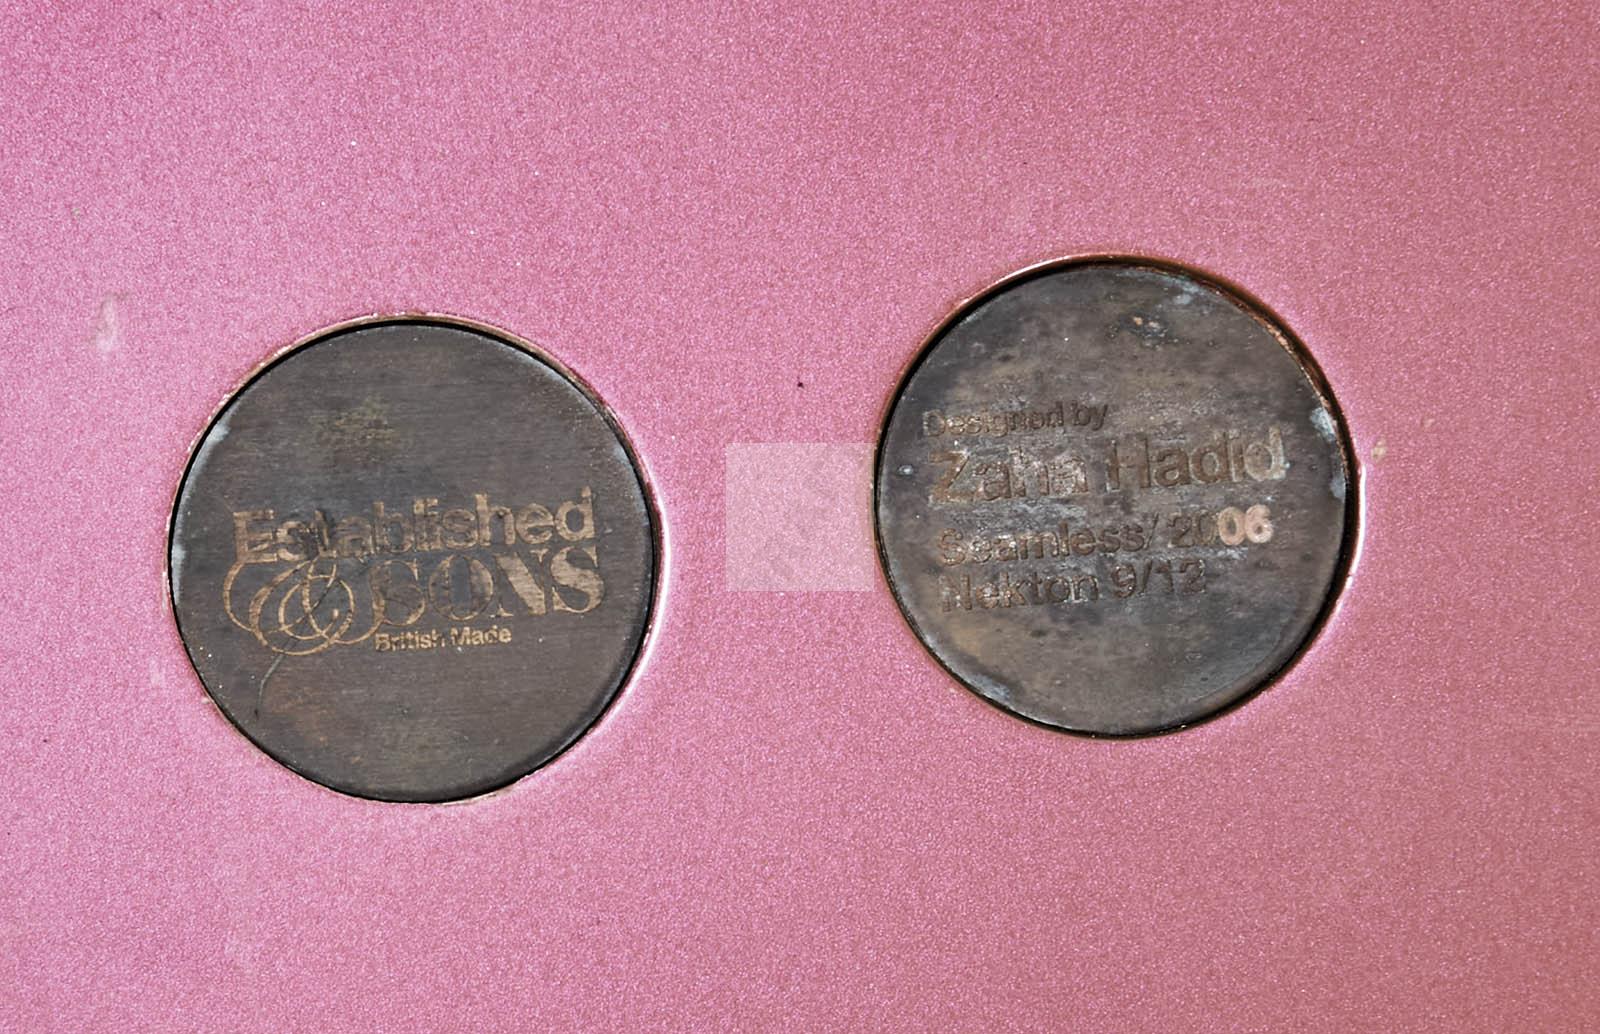 Established
& SONS
British Made
Designed by
Zaha Hadid
Seamless/ 2006
Nekton 9/12